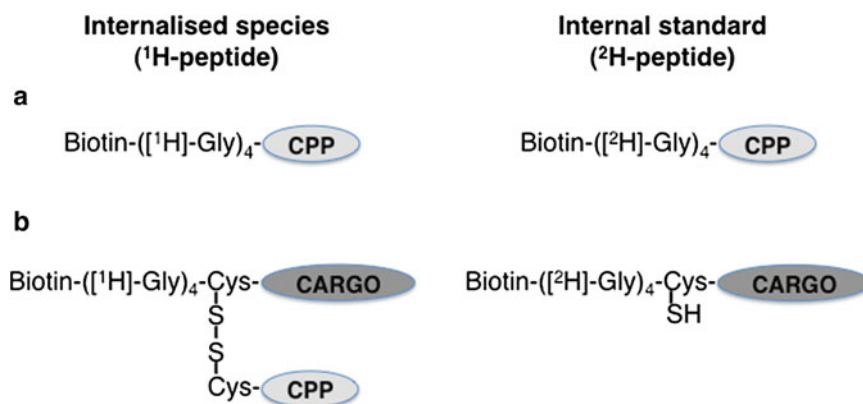 Internalised species
(¹H-peptide)
Internal standard
(²H-peptide)
a
Biotin-([¹H]-Gly)₄-CPP
Biotin-([²H]-Gly)₄-CPP
b
Biotin-([¹H]-Gly)₄-Cys-CARGO
S
S
Cys-CPP
Biotin-([²H]-Gly)₄-Cys-CARGO
SH